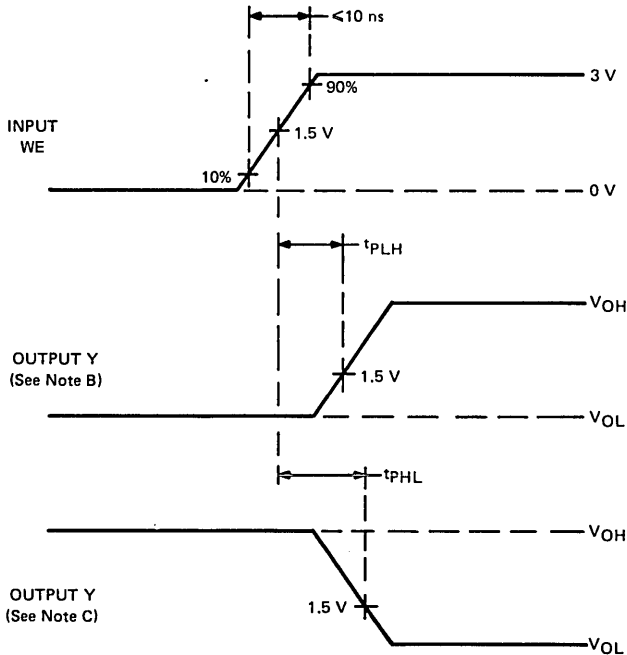 ≤10 ns
3 V
90%
INPUT
WE
1.5 V
10%
0 V
tPLH
VOH
OUTPUT Y
(See Note B)
1.5 V
VOL
tPHL
VOH
OUTPUT Y
(See Note C)
1.5 V
VOL